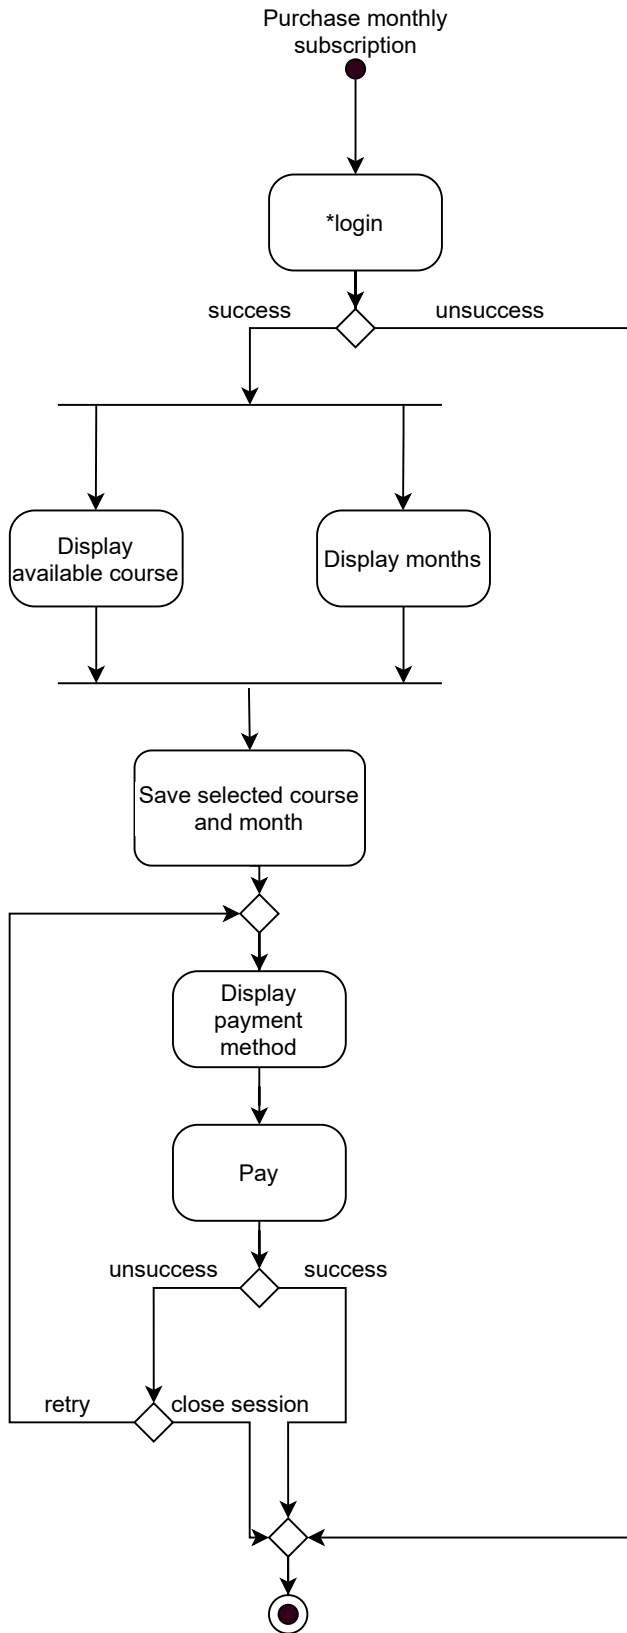 Purchase monthly
subscription
*login
success
unsuccess
Display
available course
Display months
Save selected course
and month
Display
payment
method
Pay
unsuccess
success
retry
close session